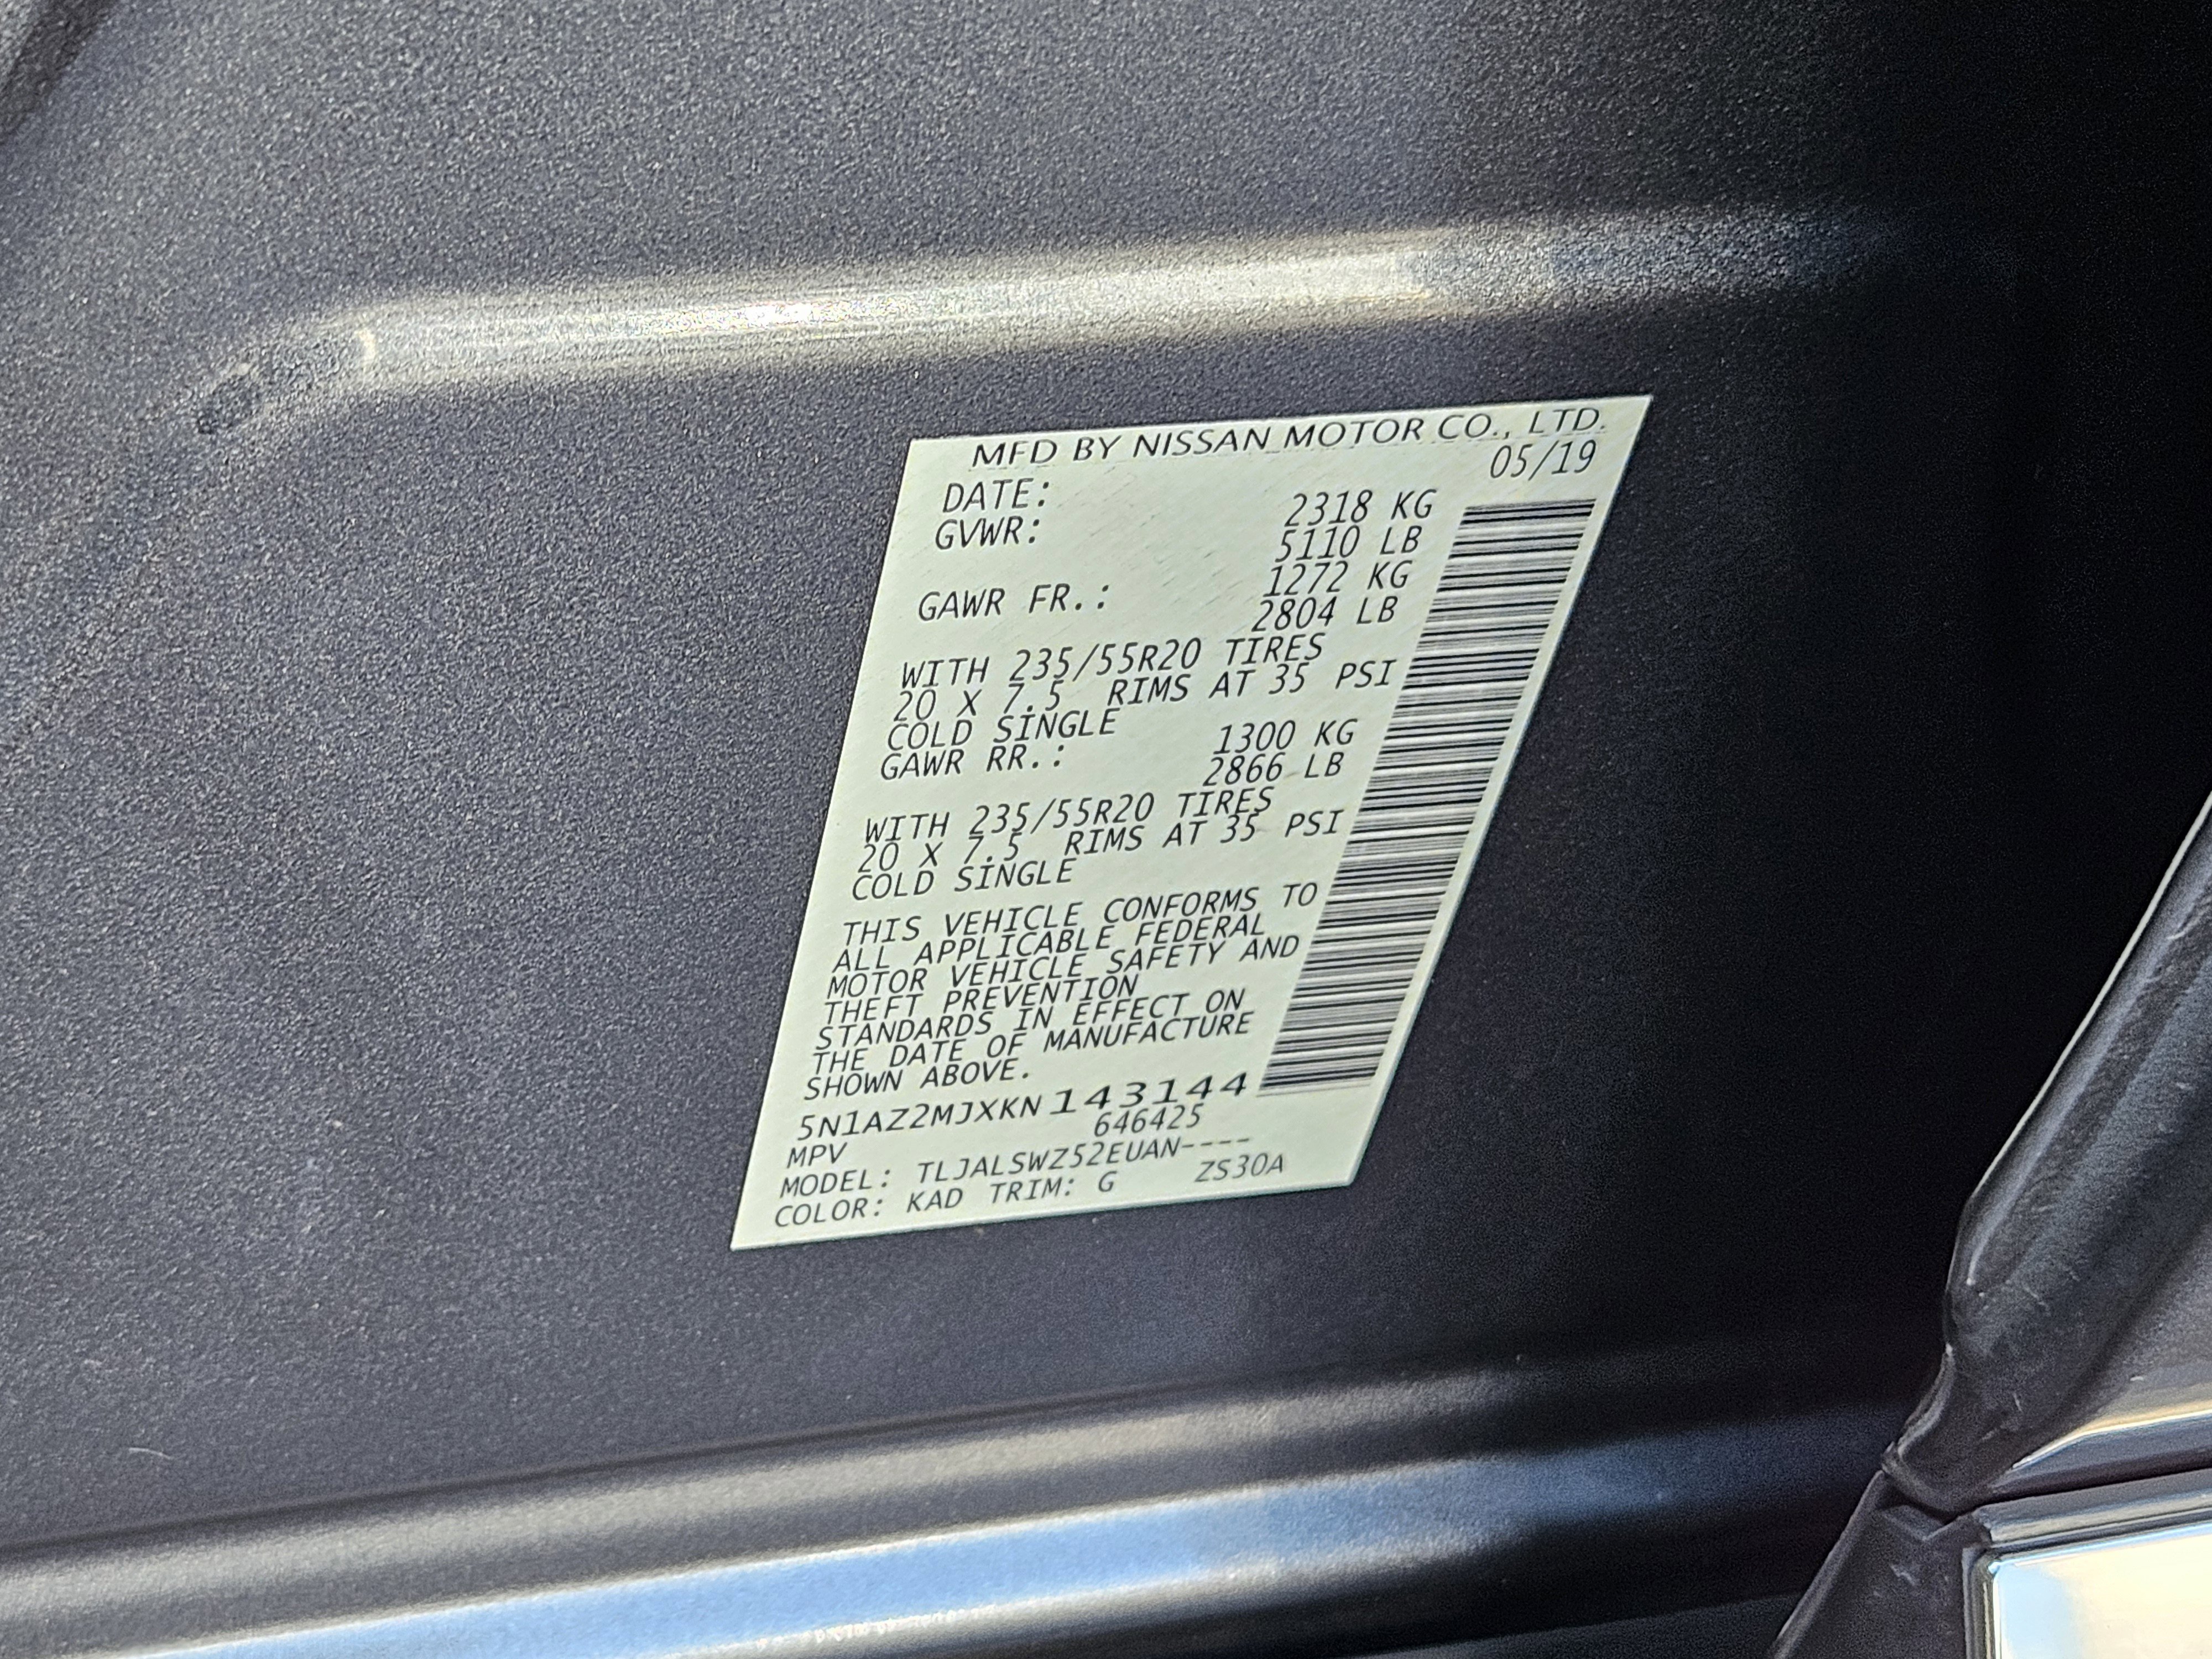 MFD BY NISSAN MOTOR CO., LTD.
DATE: 05/19
GVWR: 2318 KG
5110 LB
GAWR FR.: 1272 KG
2804 LB
WITH 235/55R20 TIRES
20 X 7.5 RIMS AT 35 PSI
COLD SINGLE
GAWR RR.: 1300 KG
2866 LB
WITH 235/55R20 TIRES
20 X 7.5 RIMS AT 35 PSI
COLD SINGLE
THIS VEHICLE CONFORMS TO
ALL APPLICABLE FEDERAL
MOTOR VEHICLE SAFETY AND
THEFT PREVENTION
STANDARDS IN EFFECT ON
THE DATE OF MANUFACTURE
SHOWN ABOVE.
5N1AZ2MJXKN143144
MPV 646425
MODEL: TLJALSWZ52EUAN----
COLOR: KAD TRIM: G ZS30A